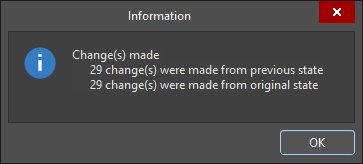 Information
Change(s) made
29 change(s) were made from previous state
29 change(s) were made from original state
OK